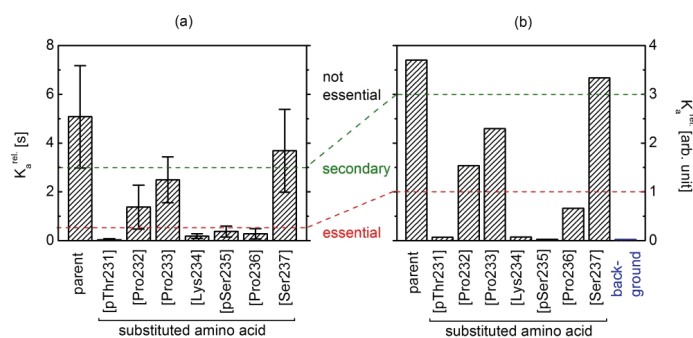 (a)
(b)
K_a^rel. [s]
8
6
4
2
0
not
essential
secondary
essential
4
3
2
1
0
K_a^rel. [arb. unit]
parent
[pThr231]
[Pro232]
[Pro233]
[Lys234]
[pSer235]
[Pro236]
[Ser237]
substituted amino acid
parent
[pThr231]
[Pro232]
[Pro233]
[Lys234]
[pSer235]
[Pro236]
[Ser237]
back-
ground
substituted amino acid